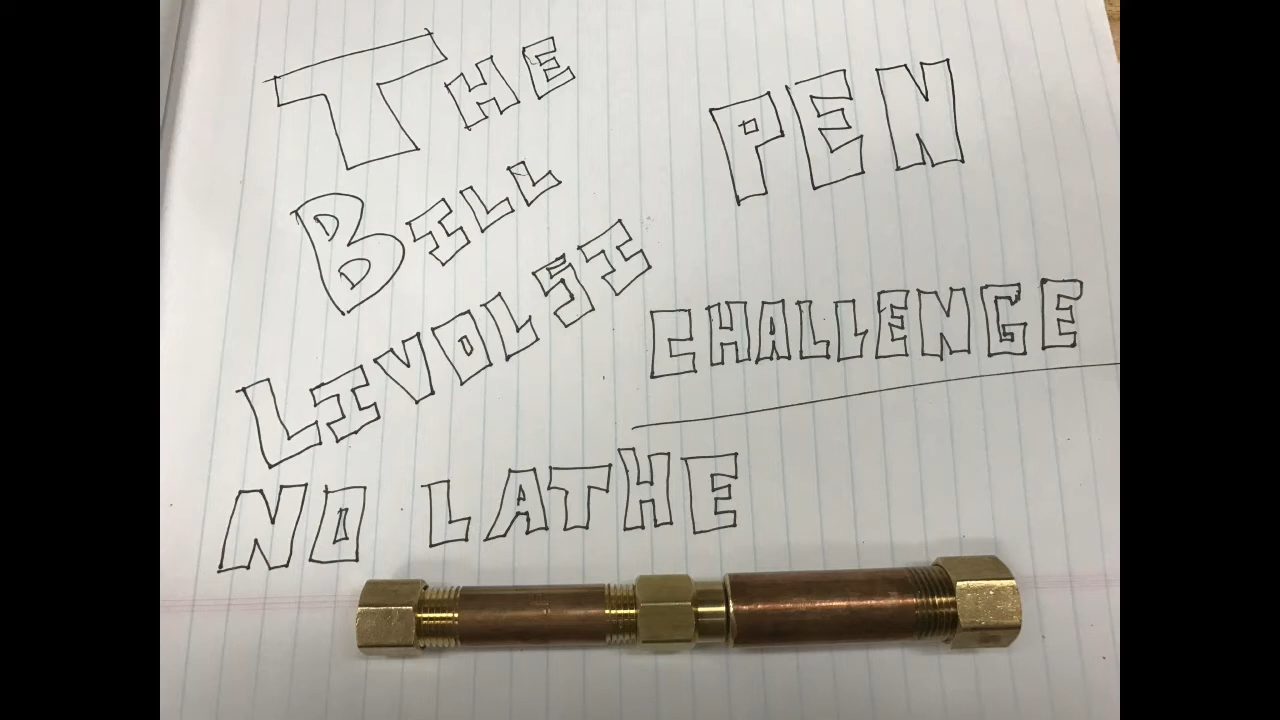 THE
BILL
LIVOLSI
PEN
CHALLENGE
NO LATHE